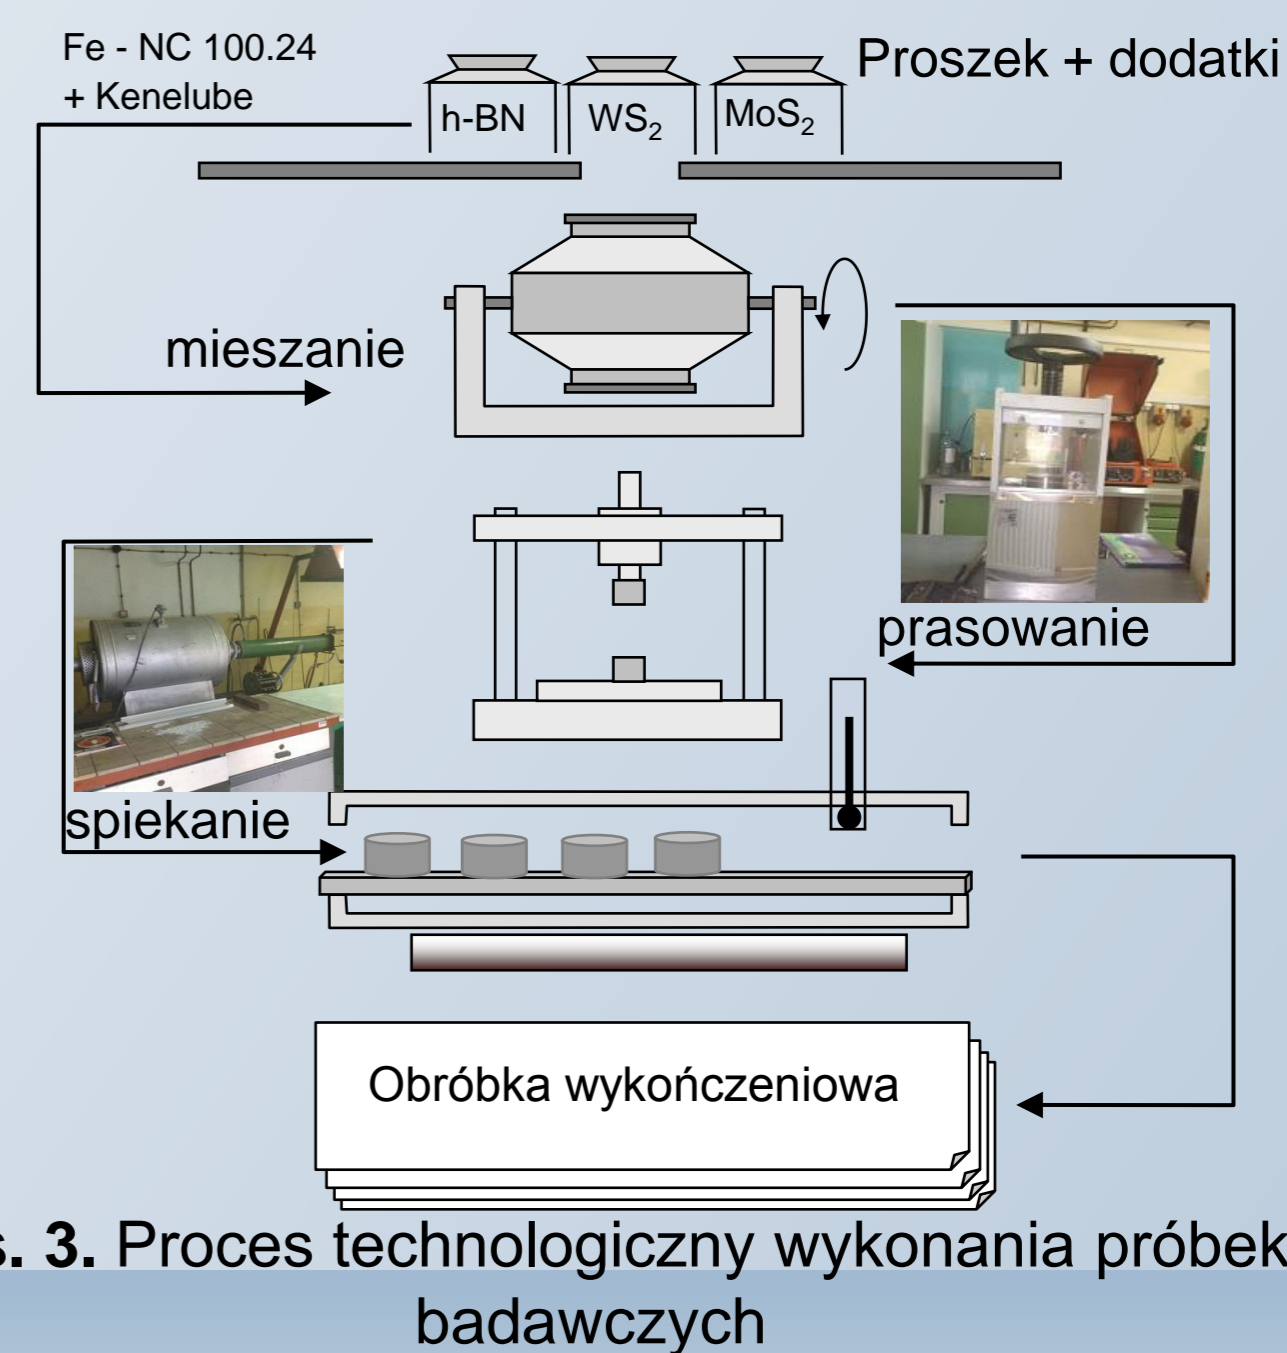 Fe - NC 100.24
+ Kenelube
Proszek + dodatki
h-BN
WS₂
MoS₂
mieszanie
prasowanie
spiekanie
Obróbka wykończeniowa
s. 3. Proces technologiczny wykonania próbek
badawczych